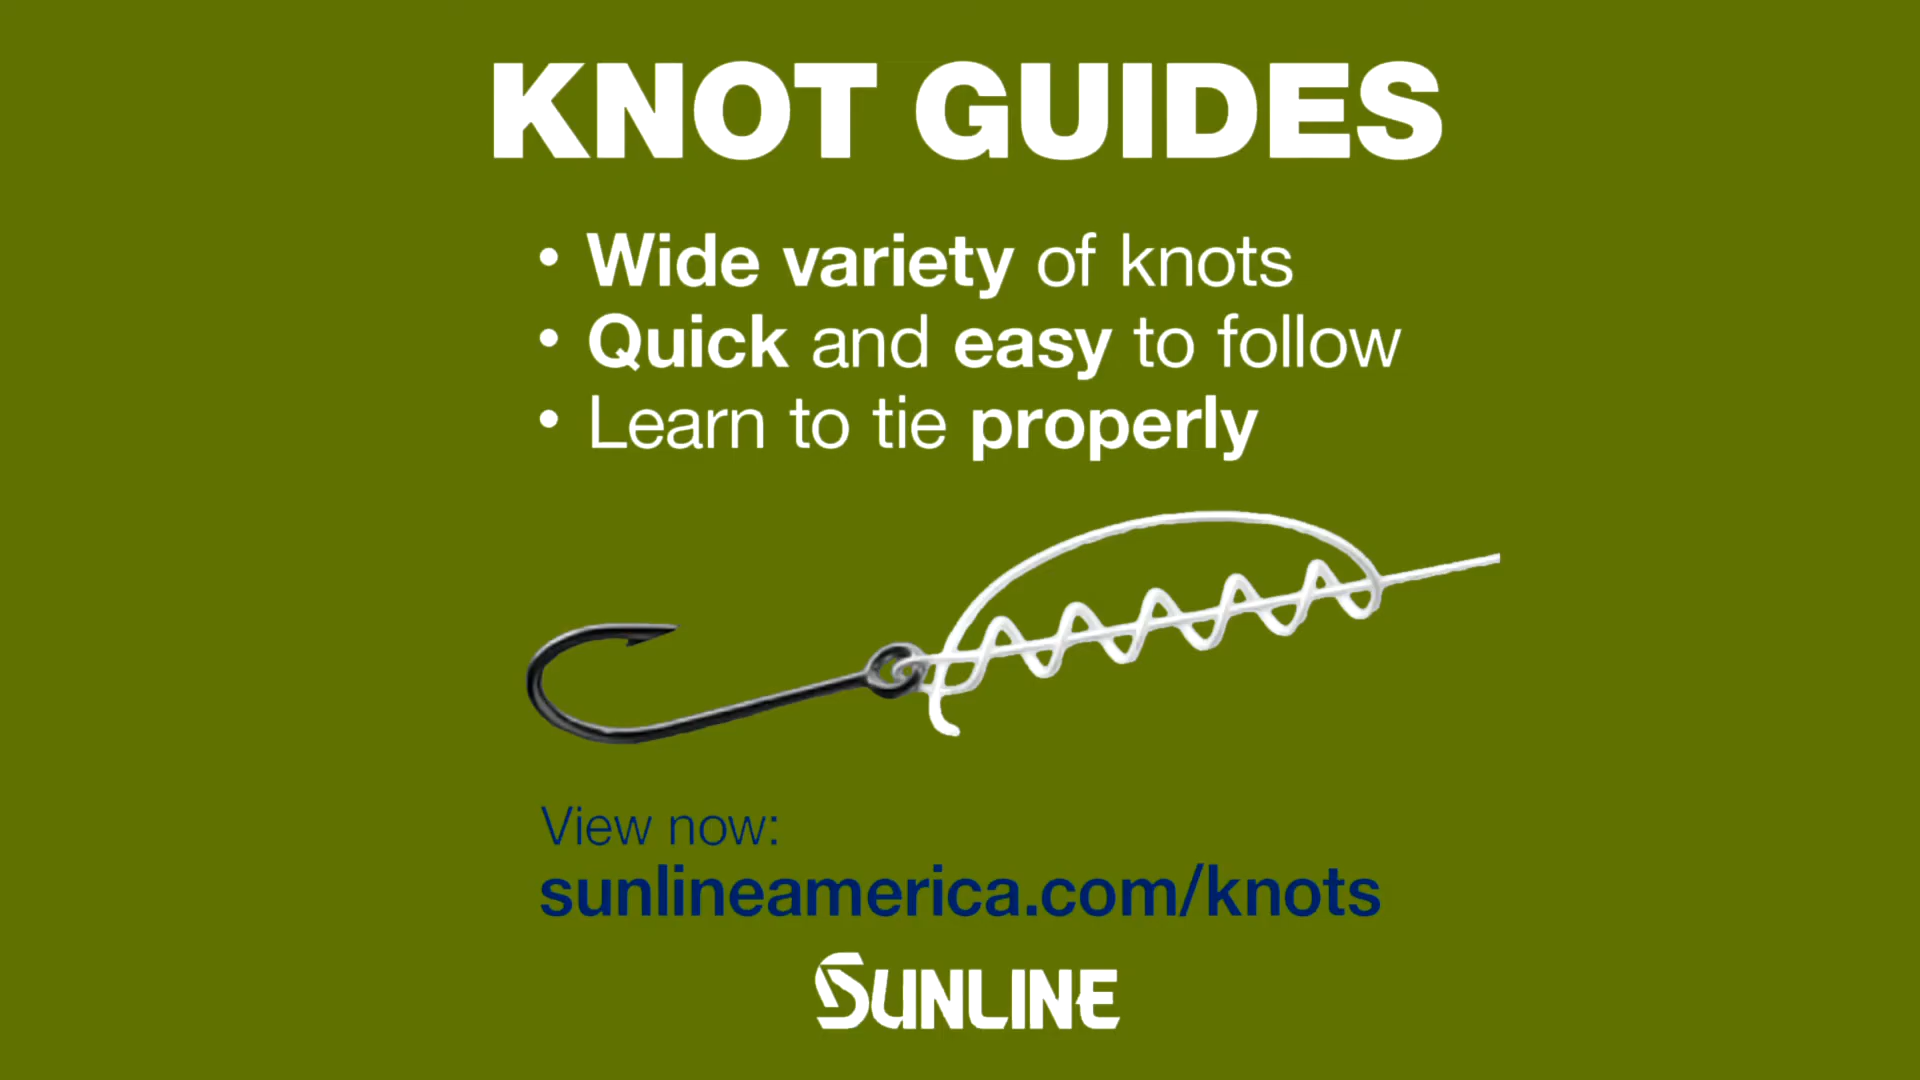 KNOT GUIDES
• Wide variety of knots
• Quick and easy to follow
• Learn to tie properly
View now:
sunlineamerica.com/knots
SUNLINE